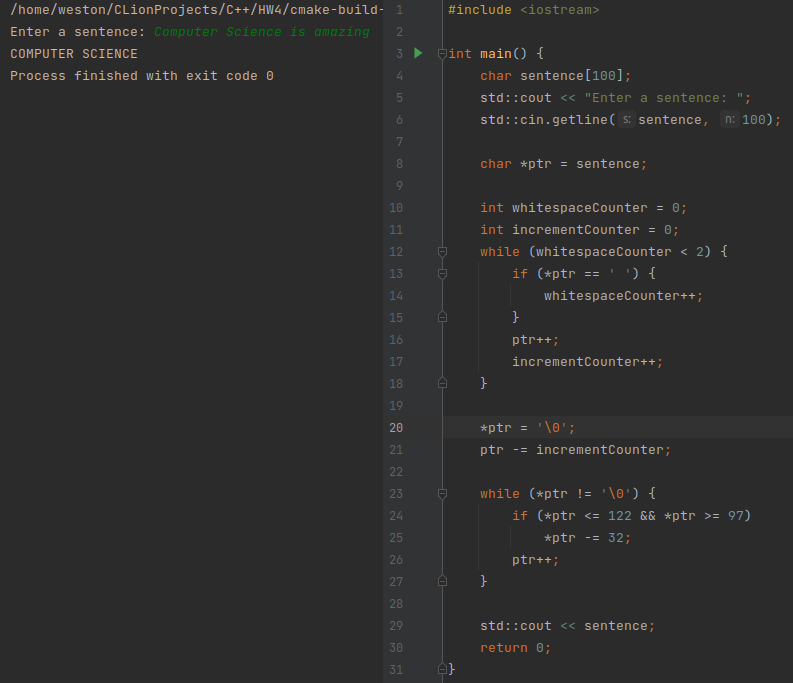 /home/weston/CLionProjects/C++/HW4/cmake-build-
Enter a sentence: Computer Science is amazing
COMPUTER SCIENCE
Process finished with exit code 0
1 #include <iostream>
2
3 int main() {
4 char sentence[100];
5 std::cout << "Enter a sentence: ";
6 std::cin.getline( s: sentence, n: 100);
7
8 char *ptr = sentence;
9
10 int whitespaceCounter = 0;
11 int incrementCounter = 0;
12 while (whitespaceCounter < 2) {
13 if (*ptr == ' ') {
14 whitespaceCounter++;
15 }
16 ptr++;
17 incrementCounter++;
18 }
19
20 *ptr = '\0';
21 ptr -= incrementCounter;
22
23 while (*ptr != '\0') {
24 if (*ptr <= 122 && *ptr >= 97)
25 *ptr -= 32;
26 ptr++;
27 }
28
29 std::cout << sentence;
30 return 0;
31 }